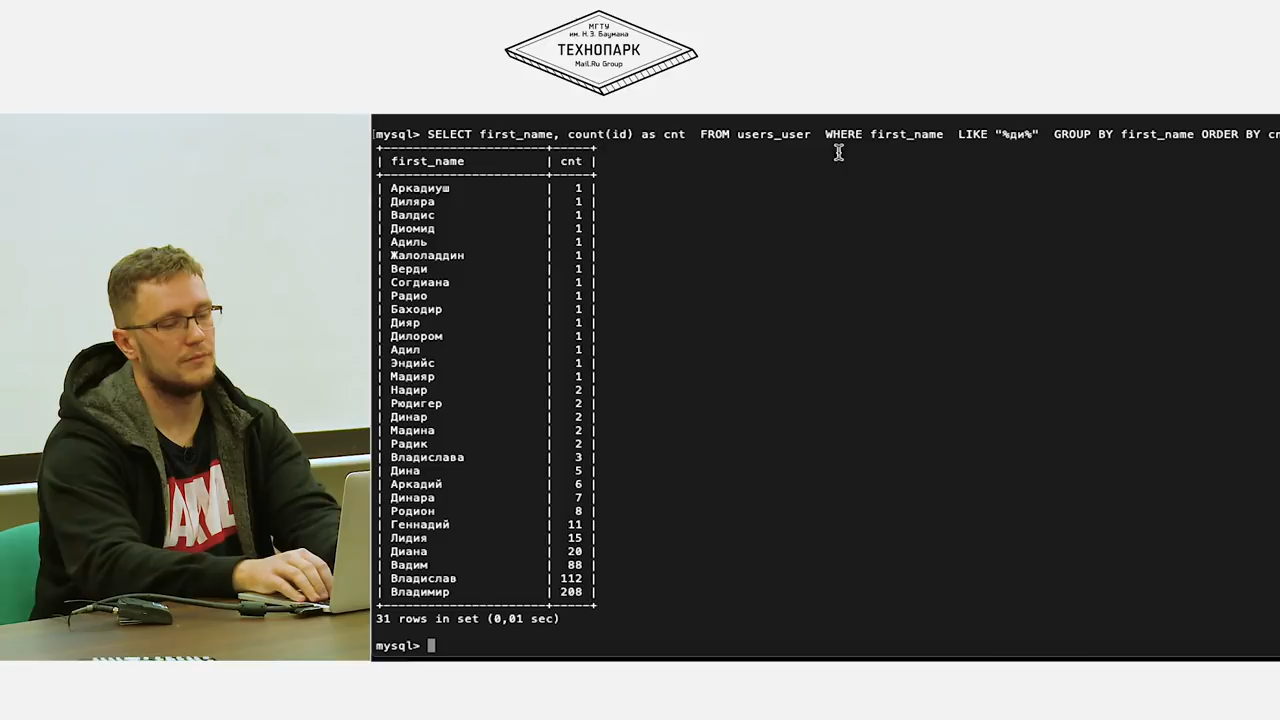 МГТУ
им. Н.Э. Баумана
ТЕХНОПАРК
Mail.Ru Group
mysql> SELECT first_name, count(id) as cnt  FROM users_user  WHERE first_name  LIKE "%ди%"  GROUP BY first_name ORDER BY cn
| first_name | cnt |
| Аркадиуш | 1 |
| Диляра | 1 |
| Валдис | 1 |
| Диомид | 1 |
| Адиль | 1 |
| Жалоладдин | 1 |
| Верди | 1 |
| Согдиана | 1 |
| Радио | 1 |
| Баходир | 1 |
| Дияр | 1 |
| Дилором | 1 |
| Адил | 1 |
| Эндийс | 1 |
| Мадияр | 1 |
| Надир | 2 |
| Рюдигер | 2 |
| Динар | 2 |
| Мадина | 2 |
| Радик | 2 |
| Владислава | 3 |
| Дина | 5 |
| Аркадий | 6 |
| Динара | 7 |
| Родион | 8 |
| Геннадий | 11 |
| Лидия | 15 |
| Диана | 20 |
| Вадим | 88 |
| Владислав | 112 |
| Владимир | 208 |
31 rows in set (0,01 sec)
mysql>